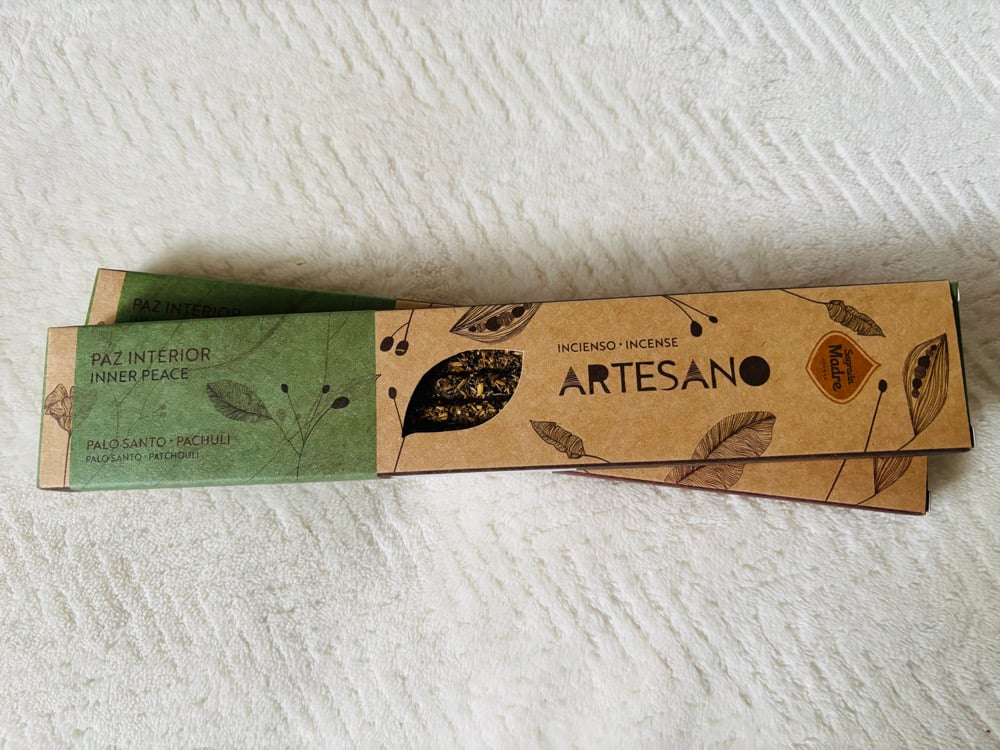 PAZ INTERIOR
PAZ INTERIOR
INNER PEACE
PALO SANTO · PACHULI
PALO SANTO · PATCHOULI
INCIENSO · INCENSE
ARTESANO
Sagrada
Madre